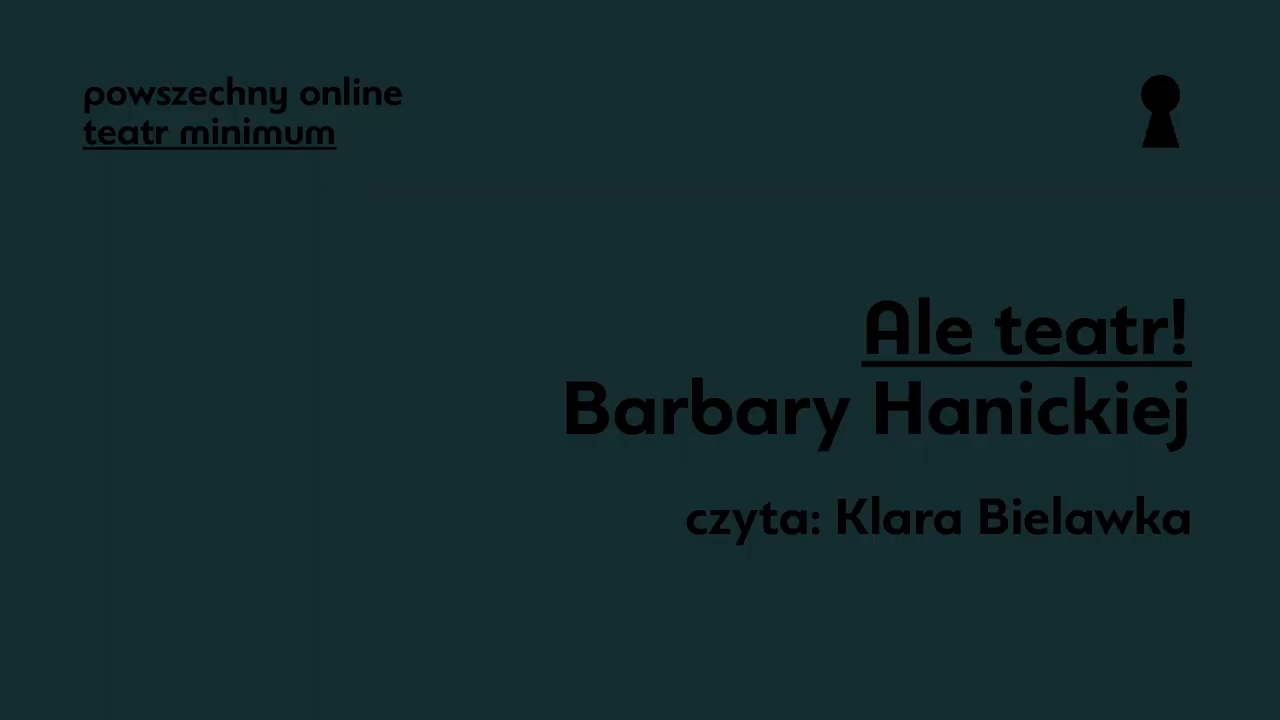 powszechny online
teatr minimum
Ale teatr!
Barbary Hanickiej
czyta: Klara Bielawka